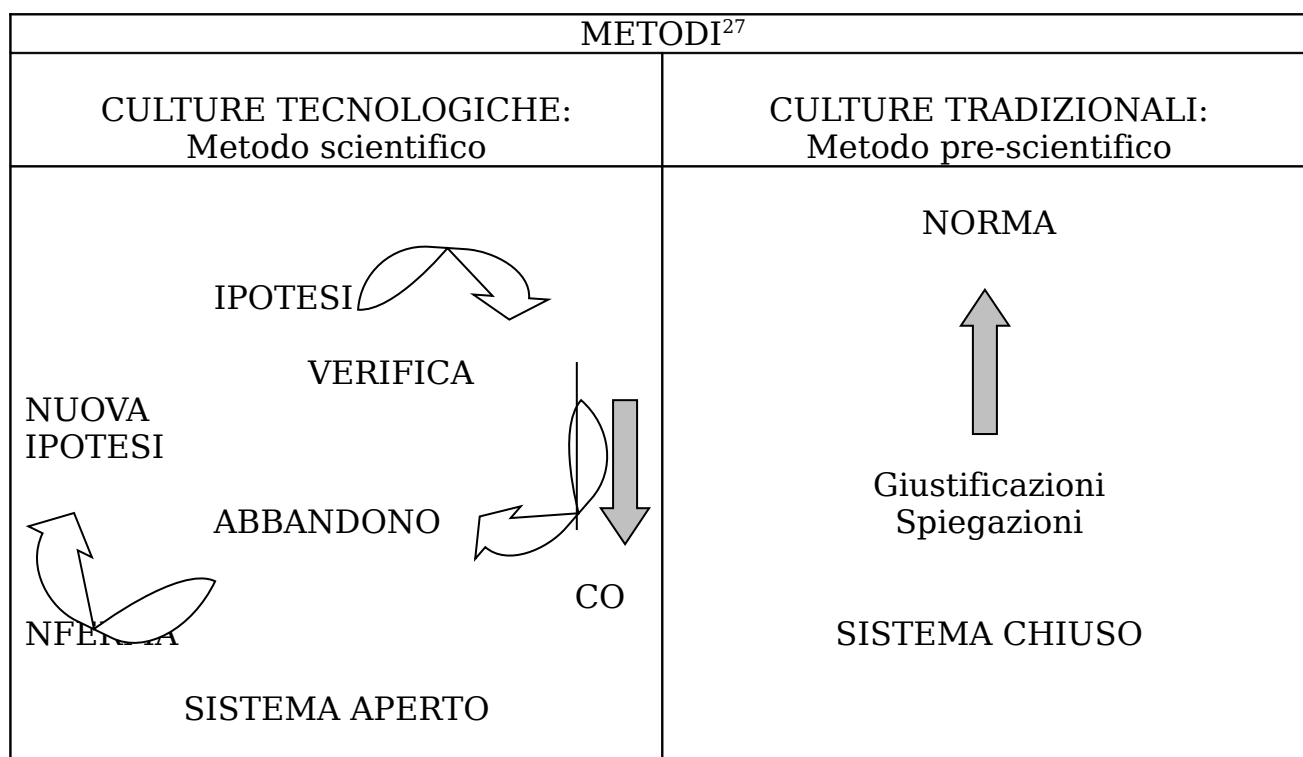 METODI27
CULTURE TECNOLOGICHE:
Metodo scientifico
CULTURE TRADIZIONALI:
Metodo pre-scientifico
IPOTESI
VERIFICA
NUOVA
IPOTESI
ABBANDONO
CO
NFERMA
SISTEMA APERTO
NORMA
Giustificazioni
Spiegazioni
SISTEMA CHIUSO